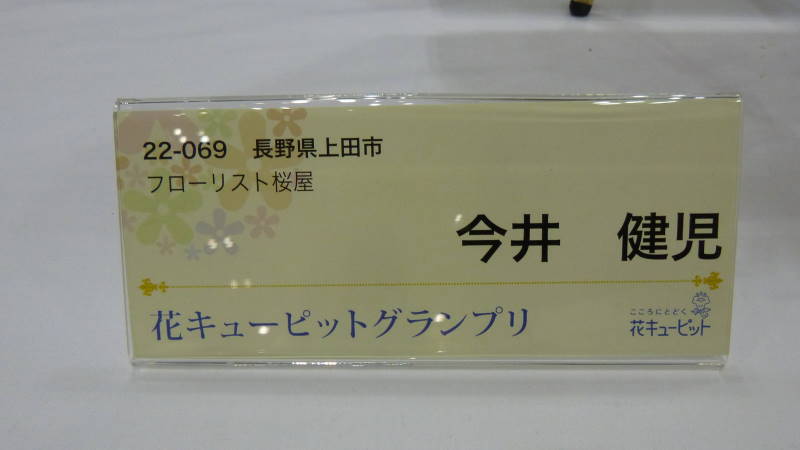 22-069　長野県上田市
フローリスト桜屋
今井　健児
花キューピットグランプリ
こころにとどく
花キューピット